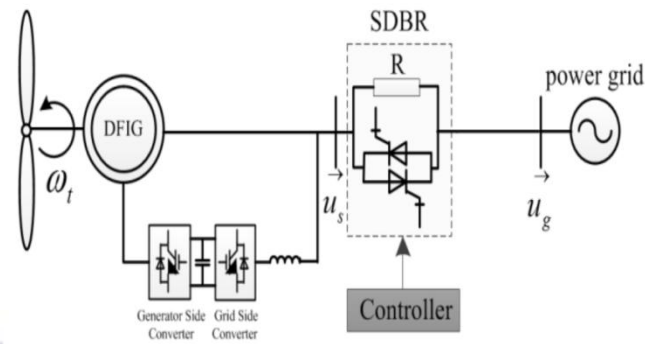 SDBR
R
power grid
DFIG
ω_t
u_s
u_g
Generator Side
Converter
Grid Side
Converter
Controller